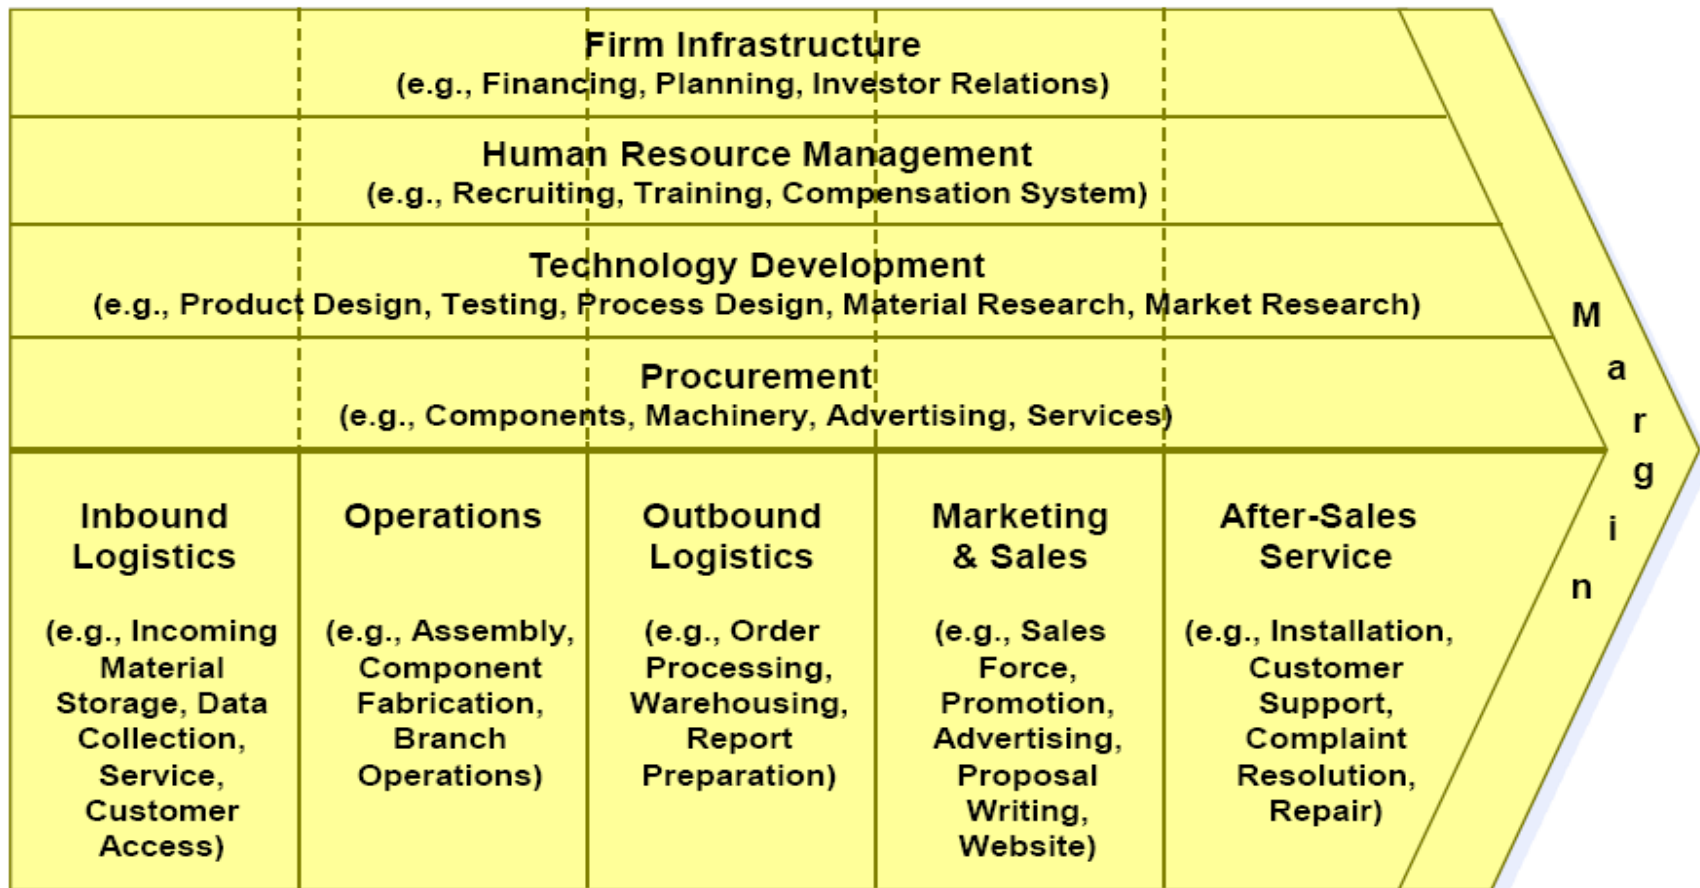 Firm Infrastructure
(e.g., Financing, Planning, Investor Relations)
Human Resource Management
(e.g., Recruiting, Training, Compensation System)
Technology Development
(e.g., Product Design, Testing, Process Design, Material Research, Market Research)
Procurement
(e.g., Components, Machinery, Advertising, Services)
Inbound
Logistics
(e.g., Incoming
Material
Storage, Data
Collection,
Service,
Customer
Access)
Operations
(e.g., Assembly,
Component
Fabrication,
Branch
Operations)
Outbound
Logistics
(e.g., Order
Processing,
Warehousing,
Report
Preparation)
Marketing
& Sales
(e.g., Sales
Force,
Promotion,
Advertising,
Proposal
Writing,
Website)
After-Sales
Service
(e.g., Installation,
Customer
Support,
Complaint
Resolution,
Repair)
Margin